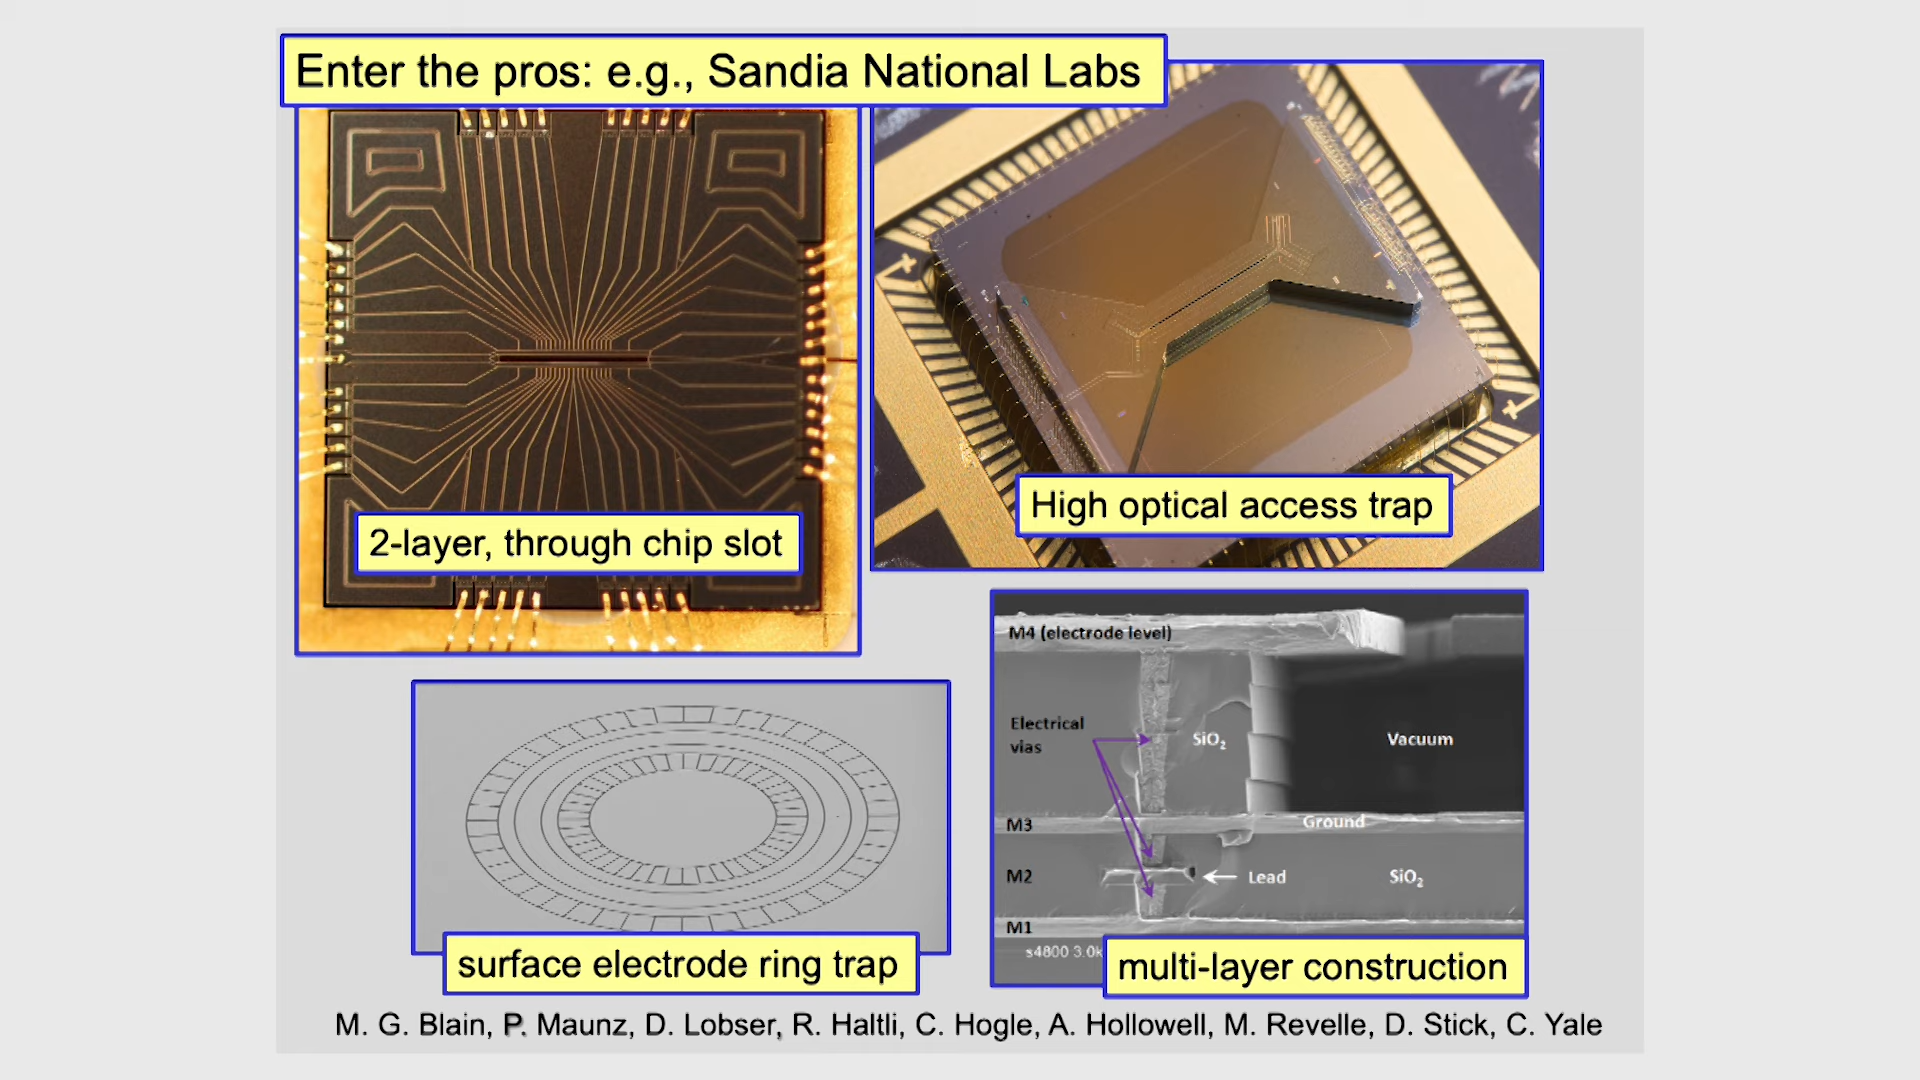 Enter the pros: e.g., Sandia National Labs
2-layer, through chip slot
High optical access trap
surface electrode ring trap
M4 (electrode level)
Electrical
vias
SiO₂
Vacuum
M3
Ground
M2
Lead
SiO₂
M1
s4800 3.0k
multi-layer construction
M. G. Blain, P. Maunz, D. Lobser, R. Haltli, C. Hogle, A. Hollowell, M. Revelle, D. Stick, C. Yale